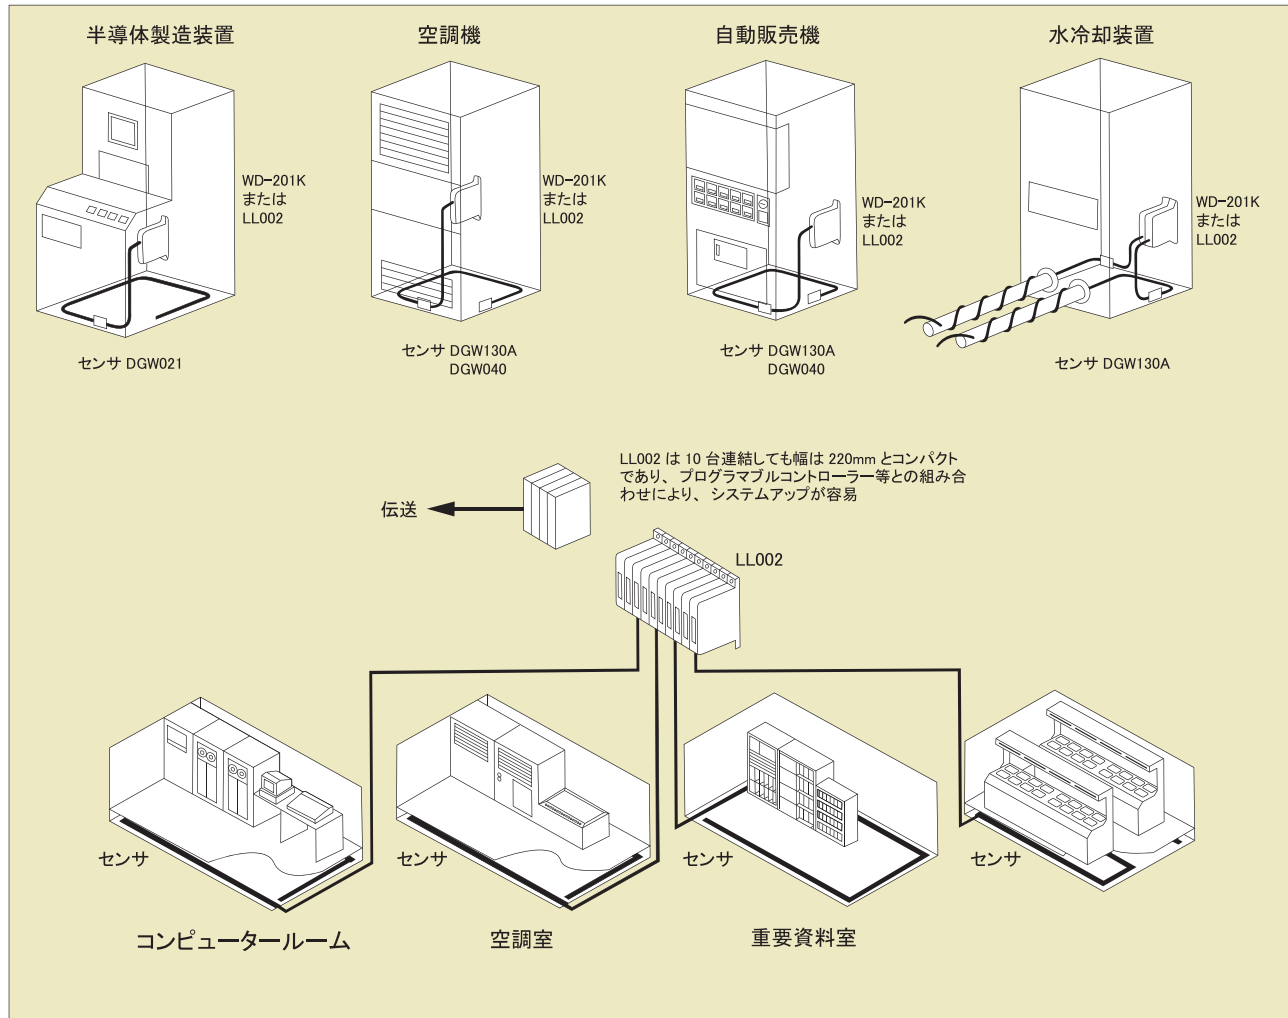 半導体製造装置
空調機
自動販売機
水冷却装置
WD-201K
または
LL002
WD-201K
または
LL002
WD-201K
または
LL002
WD-201K
または
LL002
センサ DGW021
センサ DGW130A
DGW040
センサ DGW130A
DGW040
センサ DGW130A
LL002 は 10 台連結しても幅は 220mm とコンパクト
であり、プログラマブルコントローラー等との組み合
わせにより、システムアップが容易
伝送
LL002
センサ
センサ
センサ
センサ
コンピュータールーム
空調室
重要資料室